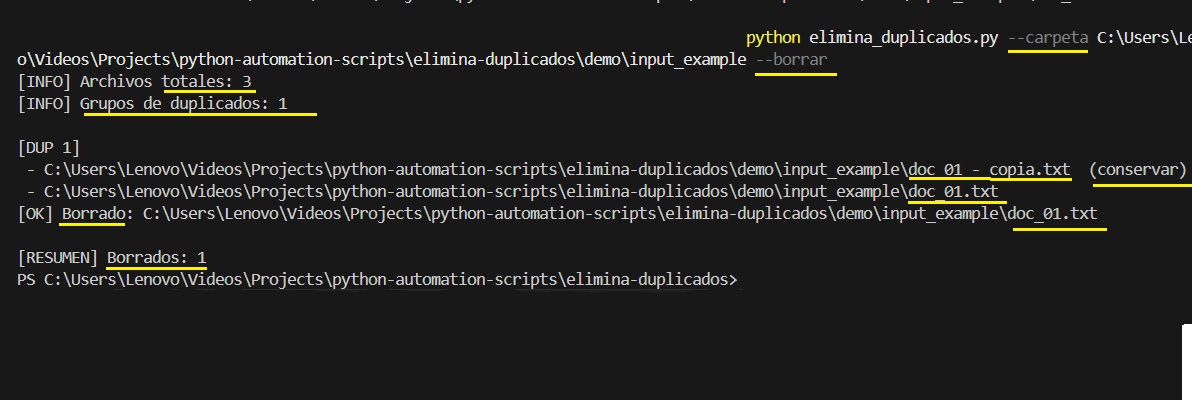 python elimina_duplicados.py --carpeta C:\Users\Le
o\Videos\Projects\python-automation-scripts\elimina-duplicados\demo\input_example --borrar
[INFO] Archivos totales: 3
[INFO] Grupos de duplicados: 1
[DUP 1]
- C:\Users\Lenovo\Videos\Projects\python-automation-scripts\elimina-duplicados\demo\input_example\doc_01 - copia.txt (conservar)
- C:\Users\Lenovo\Videos\Projects\python-automation-scripts\elimina-duplicados\demo\input_example\doc_01.txt
[OK] Borrado: C:\Users\Lenovo\Videos\Projects\python-automation-scripts\elimina-duplicados\demo\input_example\doc_01.txt
[RESUMEN] Borrados: 1
PS C:\Users\Lenovo\Videos\Projects\python-automation-scripts\elimina-duplicados>